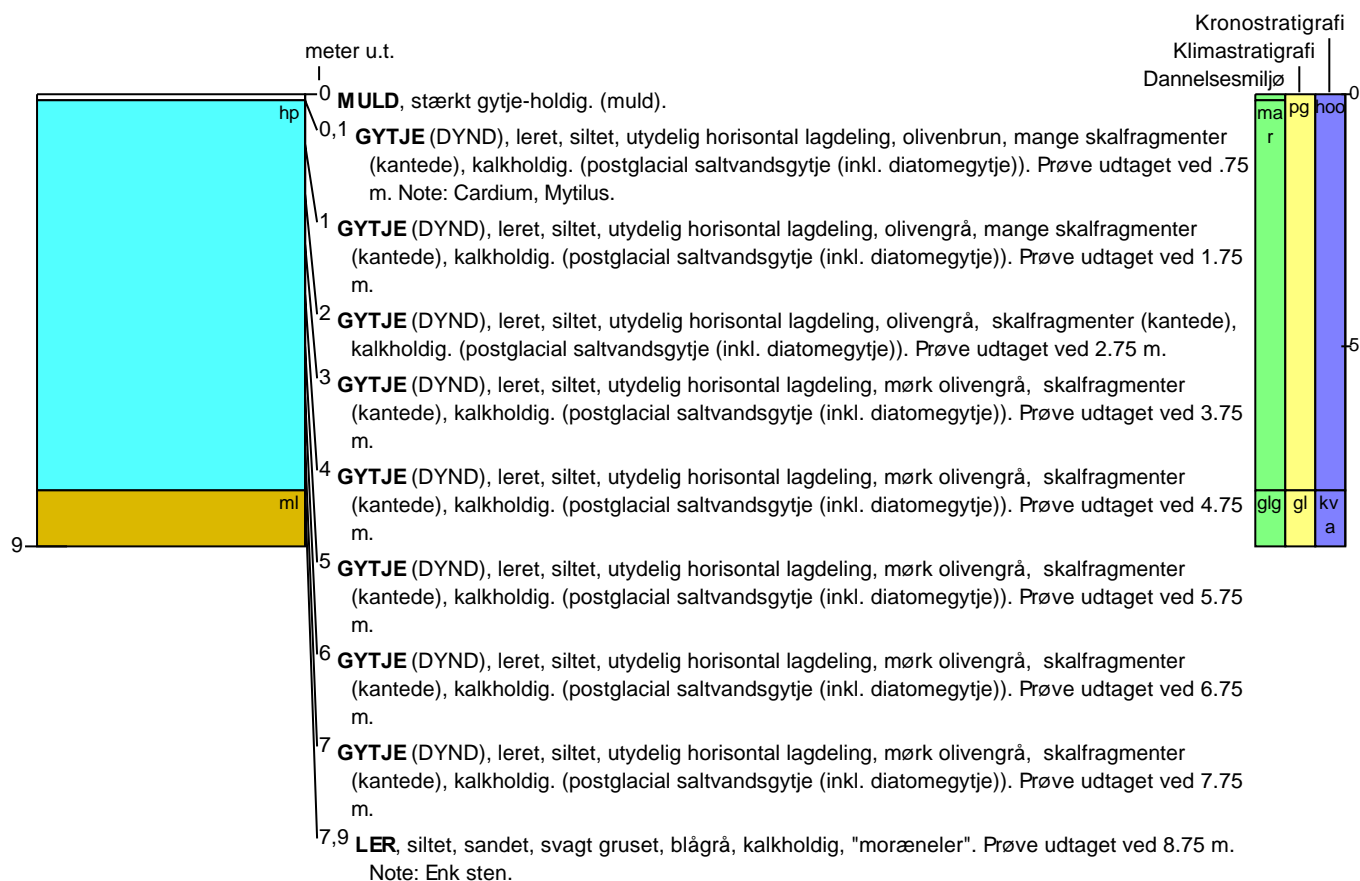 Kronostratigrafi
meter u.t.
Klimastratigrafi
Dannelsesmiljø
0 MULD, stærkt gytje-holdig. (muld).
0
hp
ma
r
pg
hoo
0,1 GYTJE (DYND), leret, siltet, utydelig horisontal lagdeling, olivenbrun, mange skalfragmenter
(kantede), kalkholdig. (postglacial saltvandsgytje (inkl. diatomegytje)). Prøve udtaget ved .75
m. Note: Cardium, Mytilus.
1 GYTJE (DYND), leret, siltet, utydelig horisontal lagdeling, olivengrå, mange skalfragmenter
(kantede), kalkholdig. (postglacial saltvandsgytje (inkl. diatomegytje)). Prøve udtaget ved 1.75
m.
2 GYTJE (DYND), leret, siltet, utydelig horisontal lagdeling, olivengrå, skalfragmenter (kantede),
kalkholdig. (postglacial saltvandsgytje (inkl. diatomegytje)). Prøve udtaget ved 2.75 m.
5
3 GYTJE (DYND), leret, siltet, utydelig horisontal lagdeling, mørk olivengrå, skalfragmenter
(kantede), kalkholdig. (postglacial saltvandsgytje (inkl. diatomegytje)). Prøve udtaget ved 3.75
m.
4 GYTJE (DYND), leret, siltet, utydelig horisontal lagdeling, mørk olivengrå, skalfragmenter
(kantede), kalkholdig. (postglacial saltvandsgytje (inkl. diatomegytje)). Prøve udtaget ved 4.75
m.
ml
glg
gl
kv
a
9
5 GYTJE (DYND), leret, siltet, utydelig horisontal lagdeling, mørk olivengrå, skalfragmenter
(kantede), kalkholdig. (postglacial saltvandsgytje (inkl. diatomegytje)). Prøve udtaget ved 5.75
m.
6 GYTJE (DYND), leret, siltet, utydelig horisontal lagdeling, mørk olivengrå, skalfragmenter
(kantede), kalkholdig. (postglacial saltvandsgytje (inkl. diatomegytje)). Prøve udtaget ved 6.75
m.
7 GYTJE (DYND), leret, siltet, utydelig horisontal lagdeling, mørk olivengrå, skalfragmenter
(kantede), kalkholdig. (postglacial saltvandsgytje (inkl. diatomegytje)). Prøve udtaget ved 7.75
m.
7,9 LER, siltet, sandet, svagt gruset, blågrå, kalkholdig, "moræneler". Prøve udtaget ved 8.75 m.
Note: Enk sten.